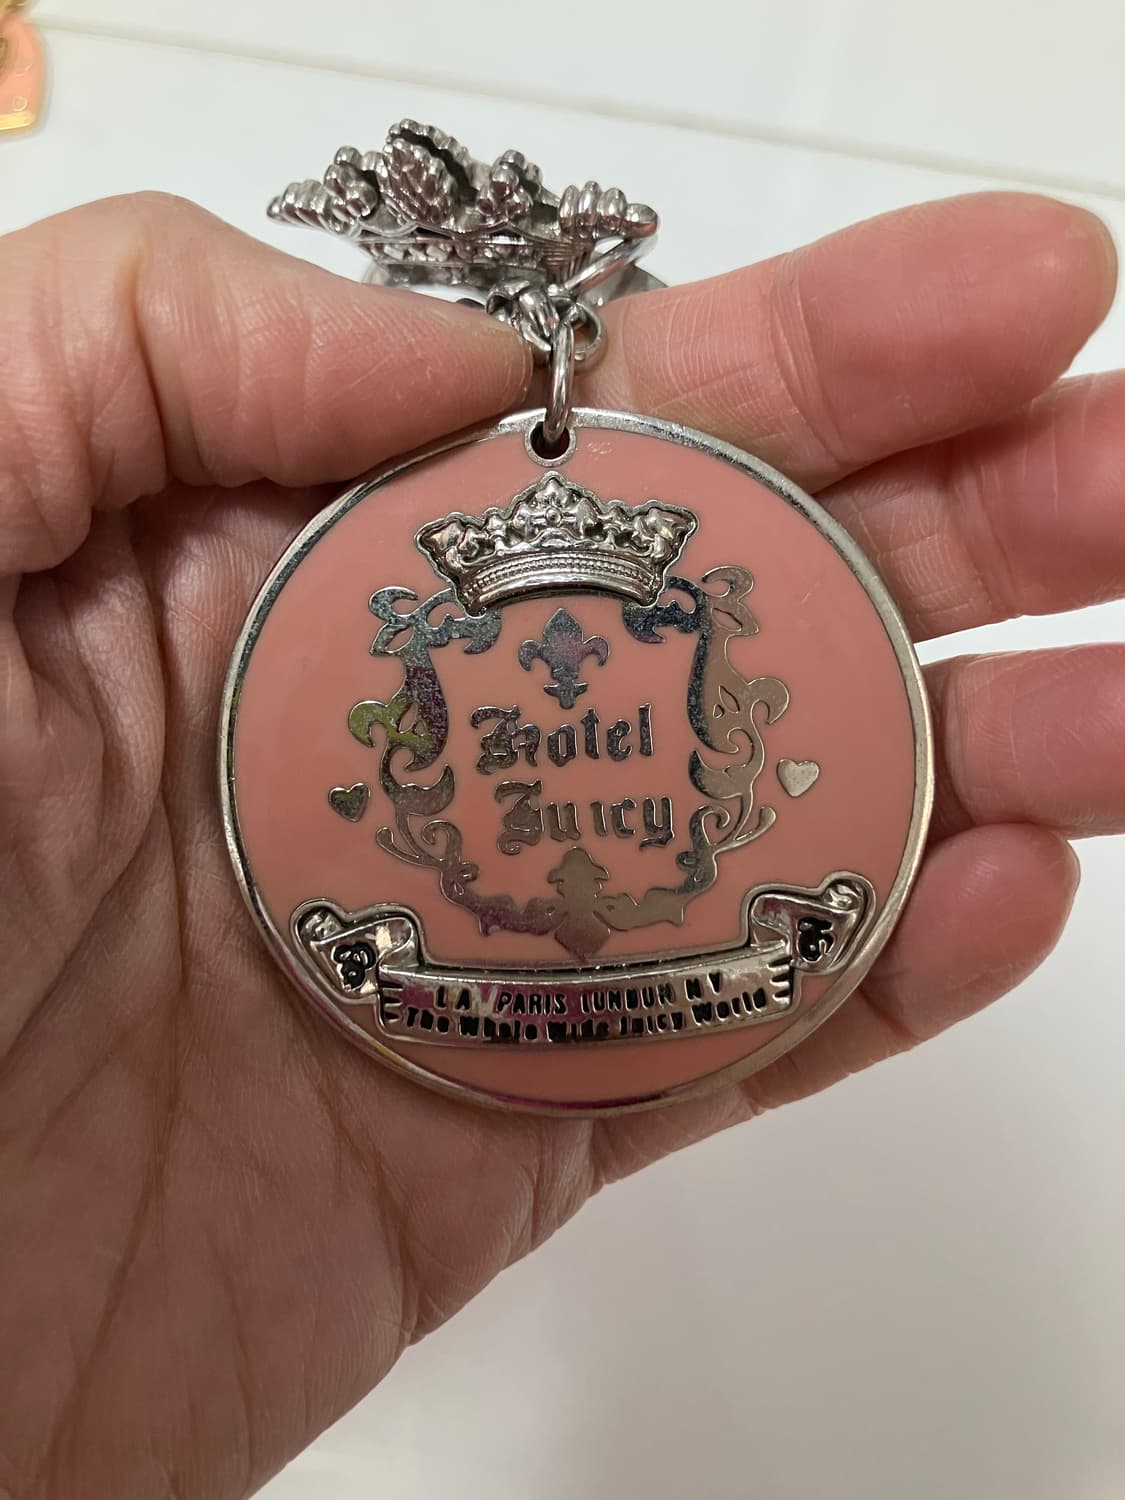 Hotel
Juicy
LA PARIS LONDON NY
The Whole Wide Juicy World